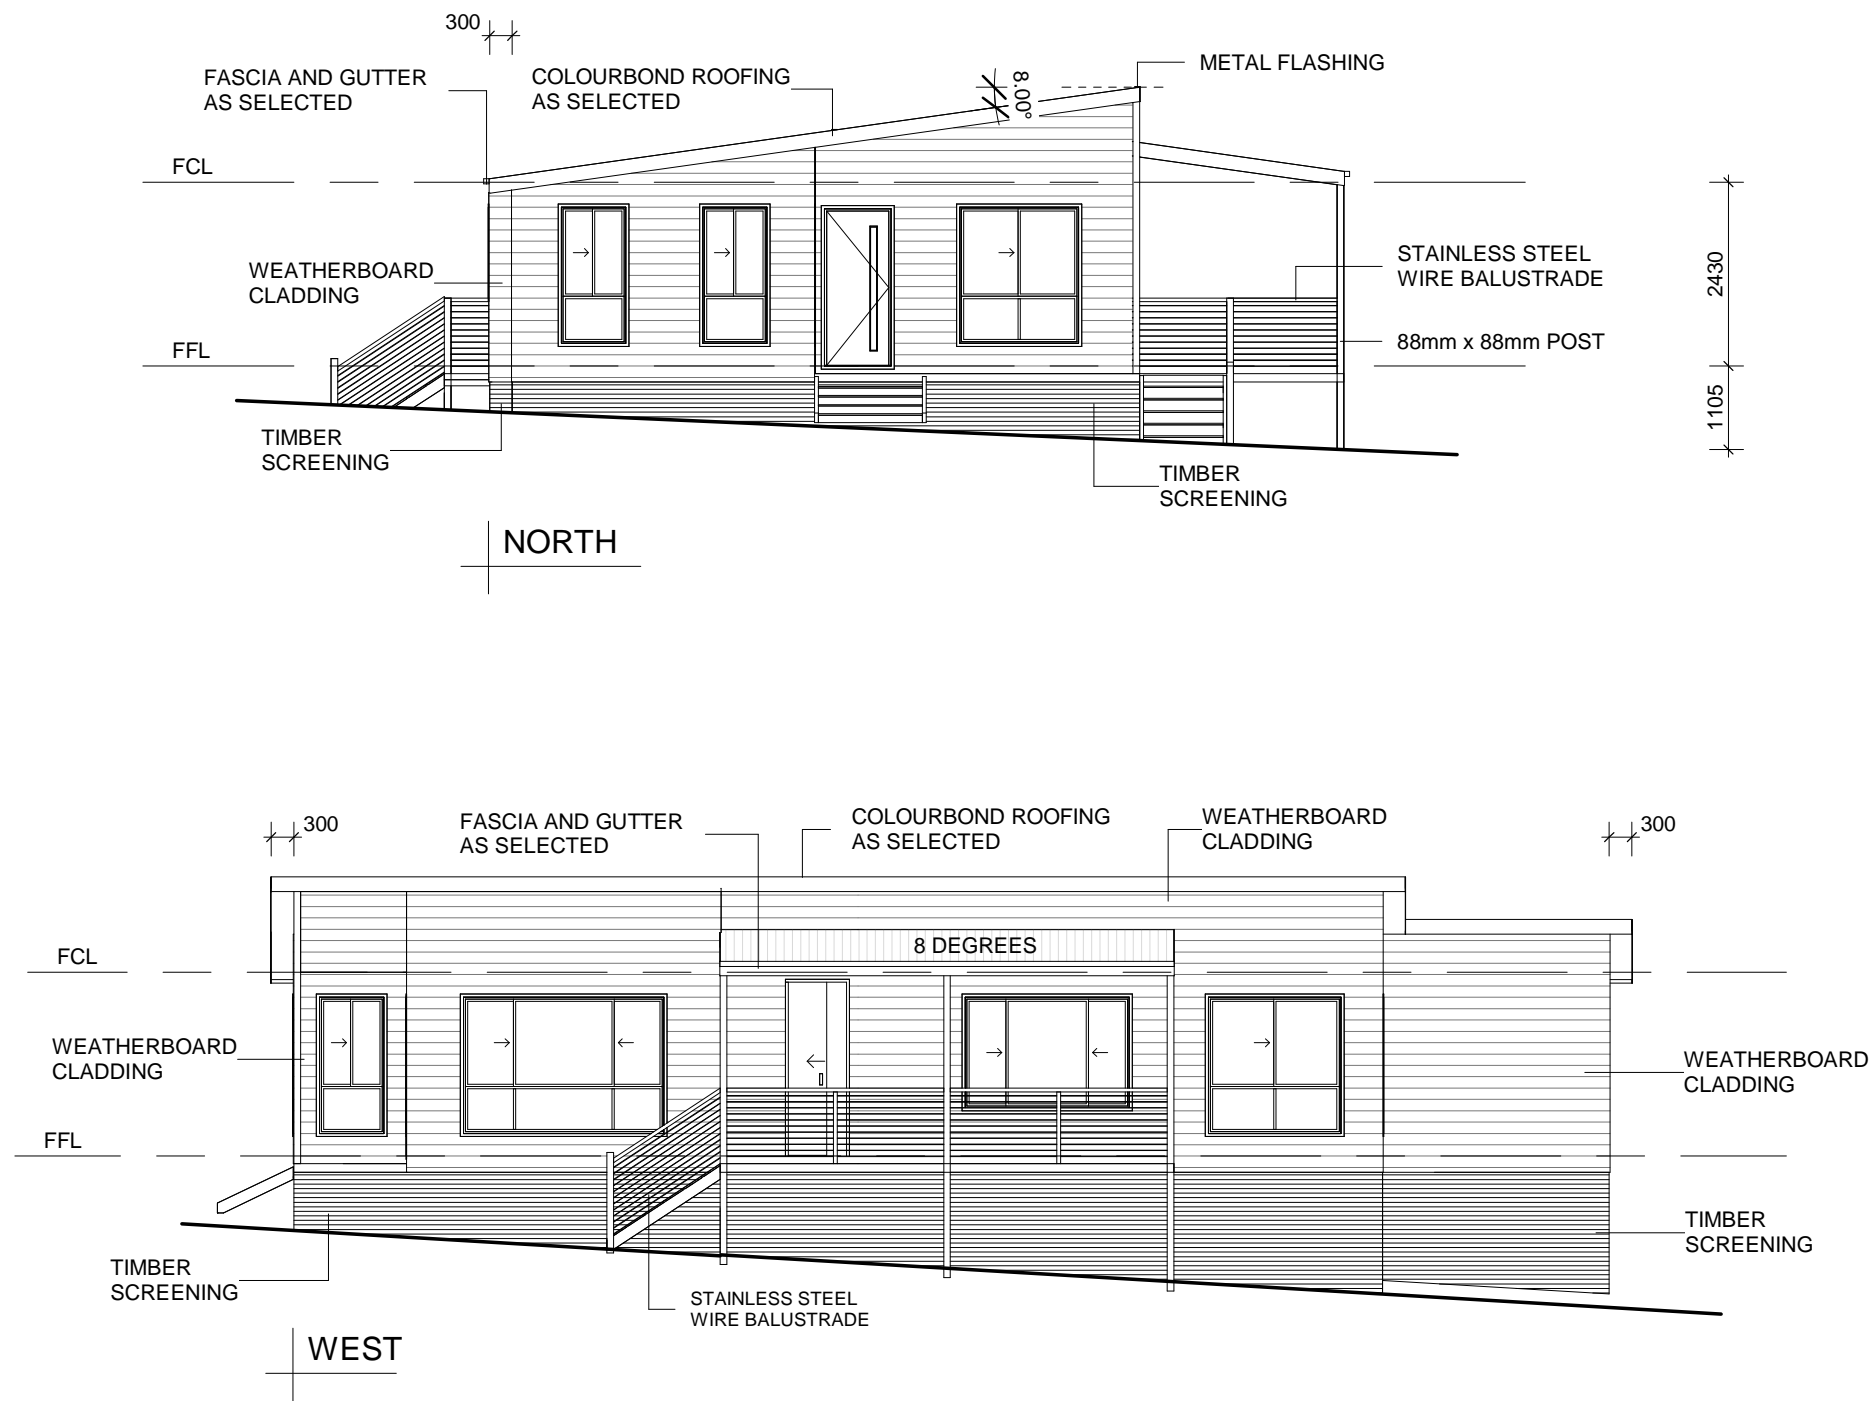 300
FASCIA AND GUTTER
AS SELECTED
COLOURBOND ROOFING
AS SELECTED
8.00°
METAL FLASHING
FCL
WEATHERBOARD
CLADDING
STAINLESS STEEL
WIRE BALUSTRADE
2430
FFL
88mm x 88mm POST
1105
TIMBER
SCREENING
TIMBER
SCREENING
NORTH
300
FASCIA AND GUTTER
AS SELECTED
COLOURBOND ROOFING
AS SELECTED
WEATHERBOARD
CLADDING
300
8 DEGREES
FCL
WEATHERBOARD
CLADDING
WEATHERBOARD
CLADDING
FFL
TIMBER
SCREENING
TIMBER
SCREENING
STAINLESS STEEL
WIRE BALUSTRADE
WEST